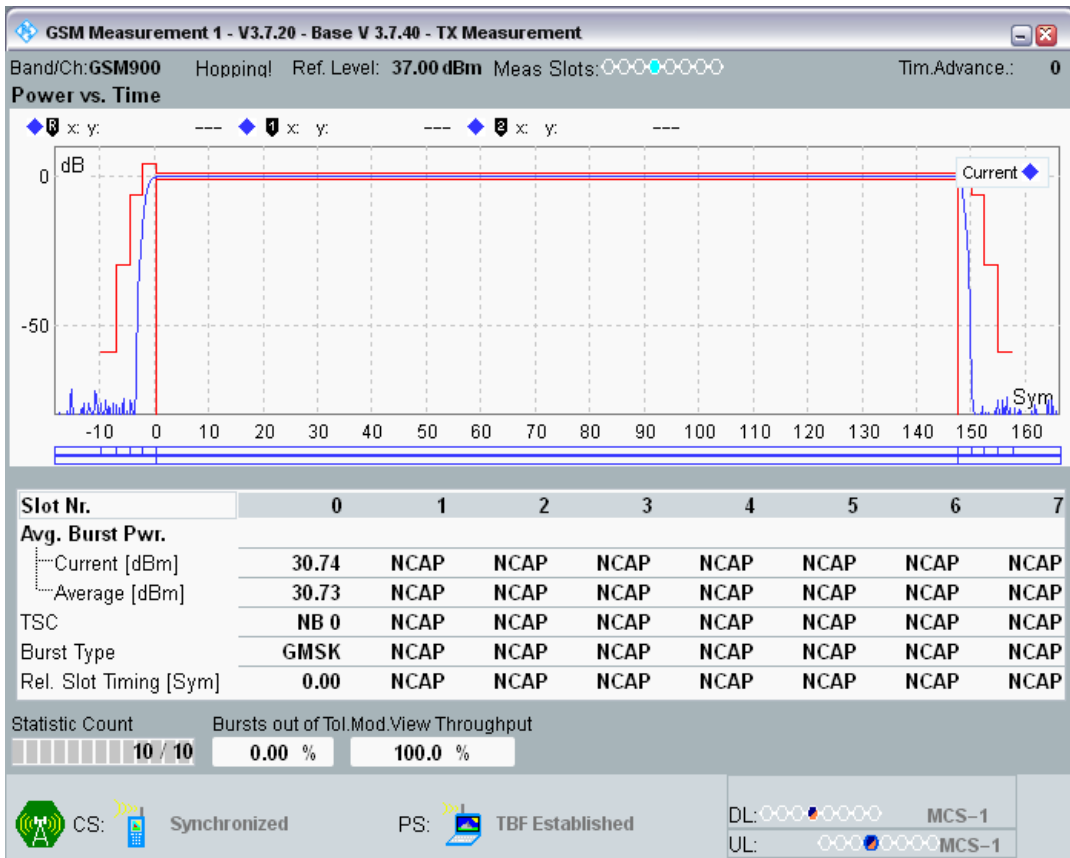 GSM Measurement 1 - V3.7.20 - Base V 3.7.40 - TX Measurement
Band/Ch:GSM900 Hopping! Ref. Level: 37.00 dBm Meas Slots: Tim.Advance.: 0
Power vs. Time
R x: y: --- 1 x: y: --- 2 x: y: ---
dB
Current
0
-50
Sym
-10 0 10 20 30 40 50 60 70 80 90 100 110 120 130 140 150 160
Slot Nr. 0 1 2 3 4 5 6 7
Avg. Burst Pwr.
Current [dBm] 30.74 NCAP NCAP NCAP NCAP NCAP NCAP NCAP
Average [dBm] 30.73 NCAP NCAP NCAP NCAP NCAP NCAP NCAP
TSC NB 0 NCAP NCAP NCAP NCAP NCAP NCAP NCAP
Burst Type GMSK NCAP NCAP NCAP NCAP NCAP NCAP NCAP
Rel. Slot Timing [Sym] 0.00 NCAP NCAP NCAP NCAP NCAP NCAP NCAP
Statistic Count Bursts out of Tol.Mod.View Throughput
10 / 10 0.00 % 100.0 %
CS: Synchronized PS: TBF Established
DL: MCS-1
UL: MCS-1